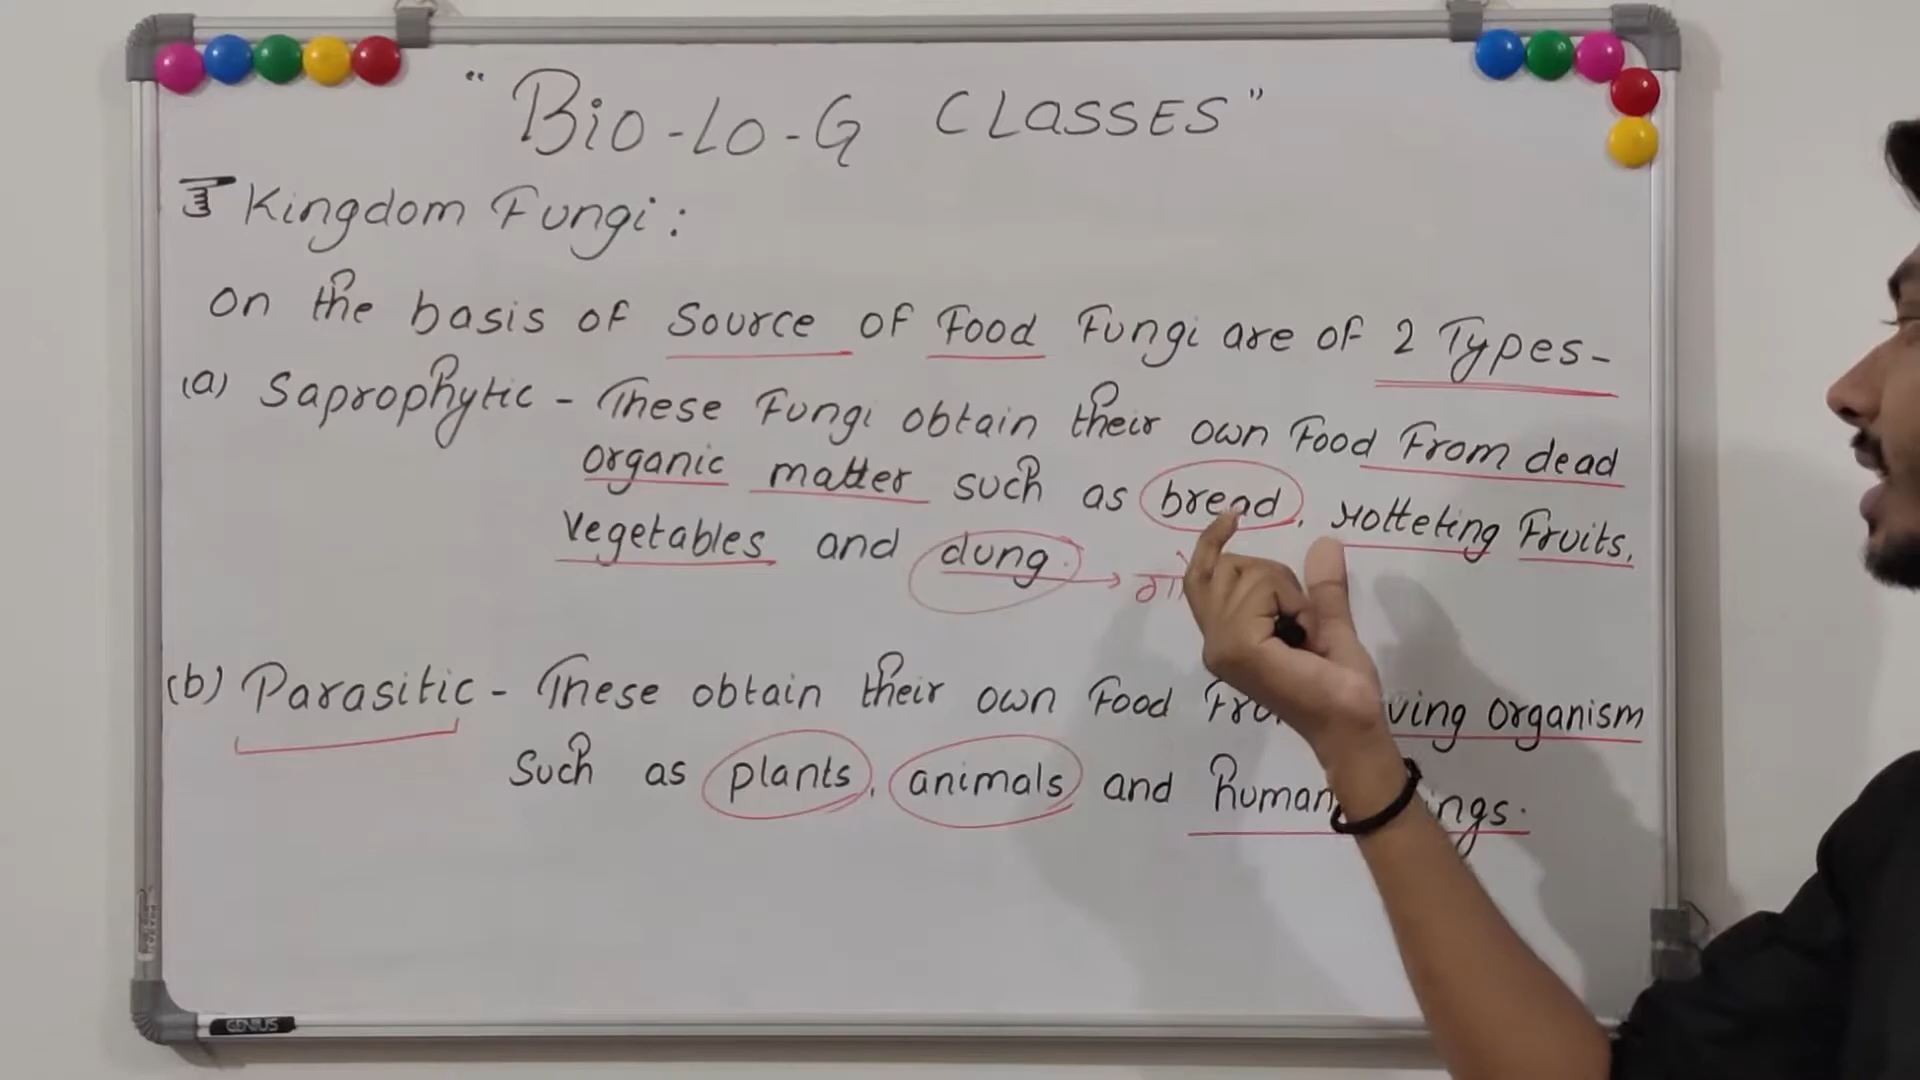 "Bio-Lo-G CLaSSES"
Kingdom Fungi:
on the basis of Source of Food Fungi are of 2 Types-
(a) Saprophytic - These Fungi obtain their own Food From dead
organic matter such as bread, rotteting Fruits,
vegetables and dung.
(b) Parasitic - These obtain their own Food organism
Such as plants, animals and
GENIUS